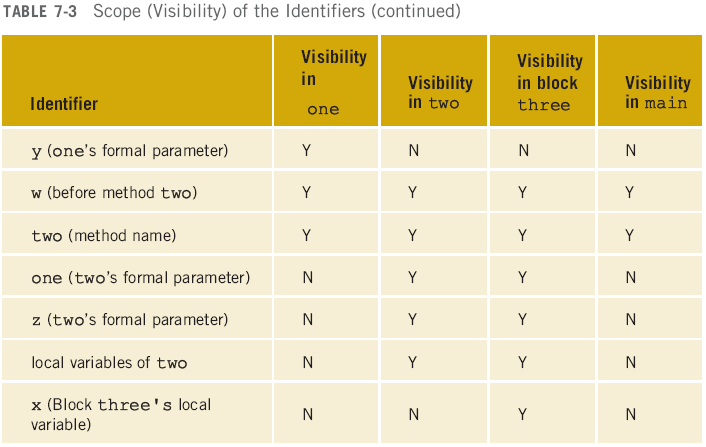 TABLE 7-3 Scope (Visibility) of the Identifiers (continued)
Identifier | Visibility in one | Visibility in two | Visibility in block three | Visibility in main
y (one's formal parameter) | Y | N | N | N
w (before method two) | Y | Y | Y | Y
two (method name) | Y | Y | Y | Y
one (two's formal parameter) | N | Y | Y | N
z (two's formal parameter) | N | Y | Y | N
local variables of two | N | Y | Y | N
x (Block three's local variable) | N | N | Y | N